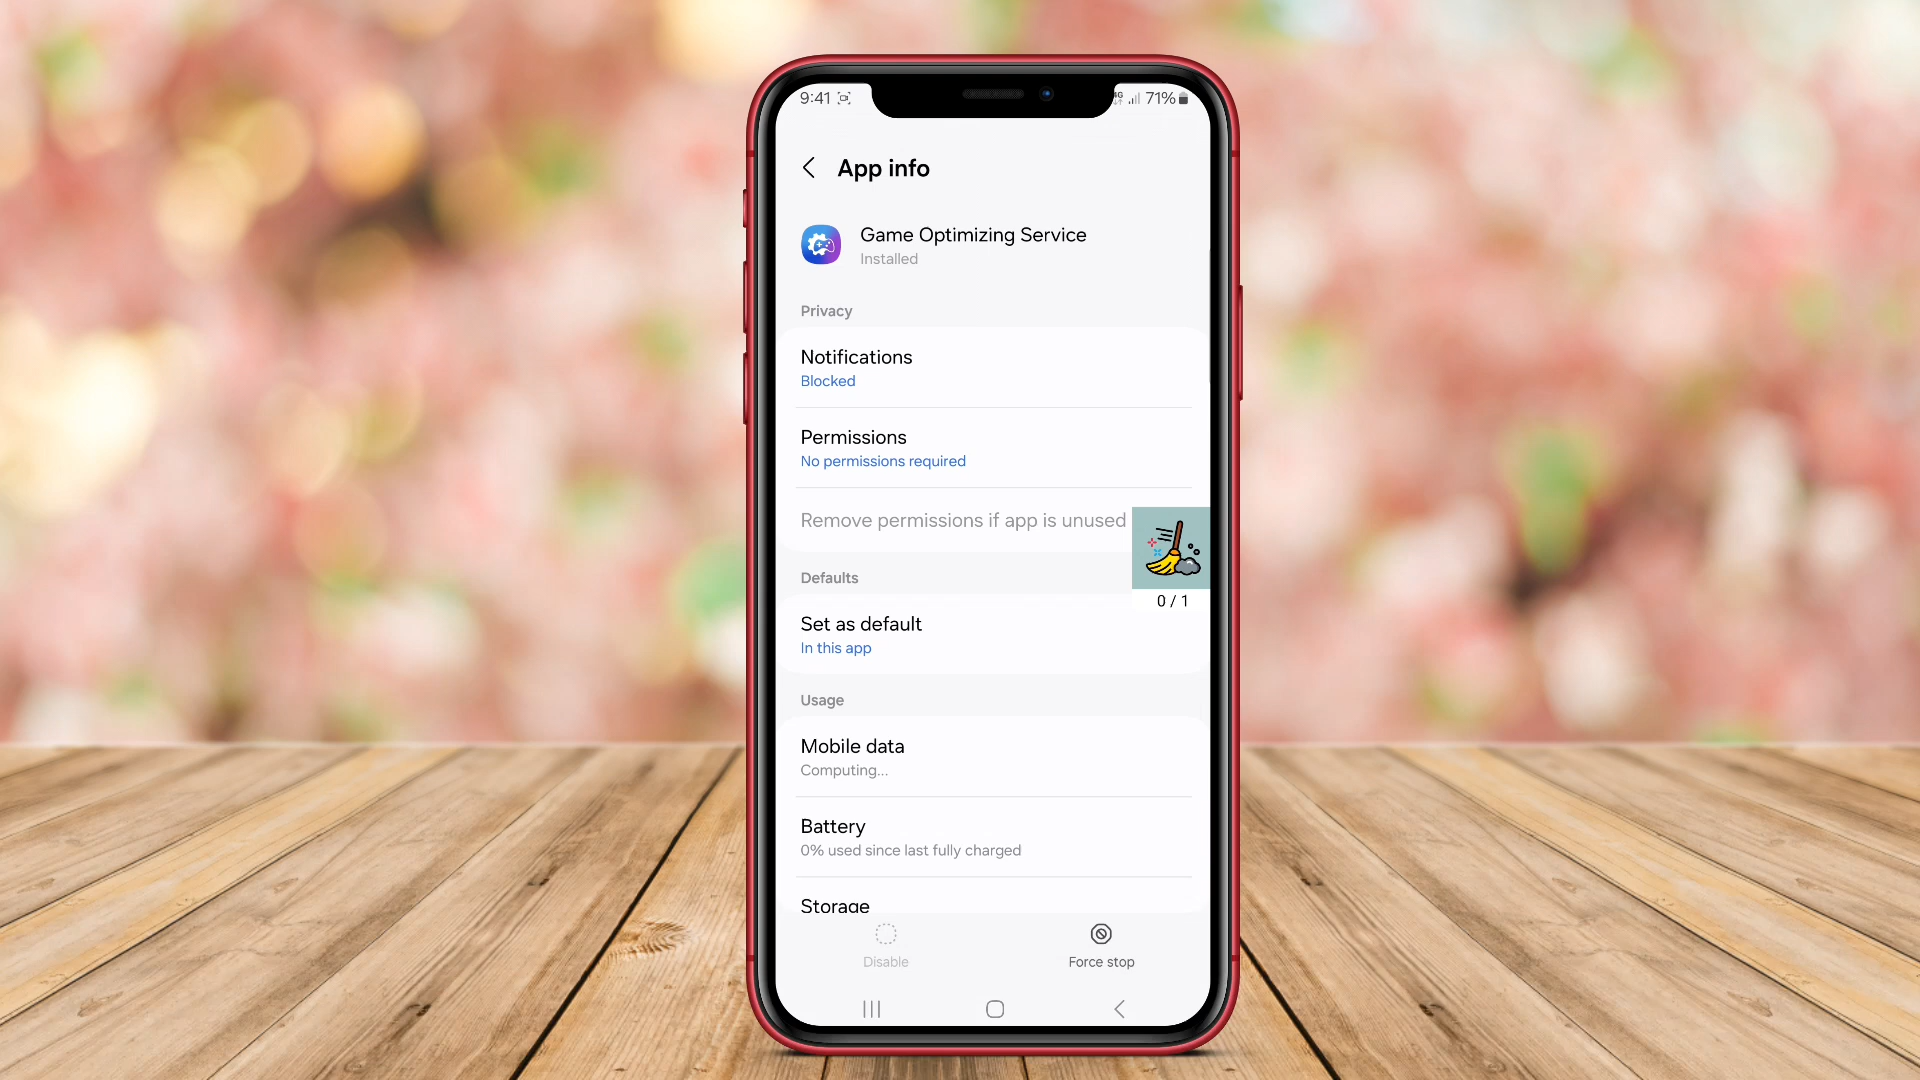 9:41
4G 71%
App info
Game Optimizing Service
Installed
Privacy
Notifications
Blocked
Permissions
No permissions required
Remove permissions if app is unused
0 / 1
Defaults
Set as default
In this app
Usage
Mobile data
Computing...
Battery
0% used since last fully charged
Storage
Disable
Force stop